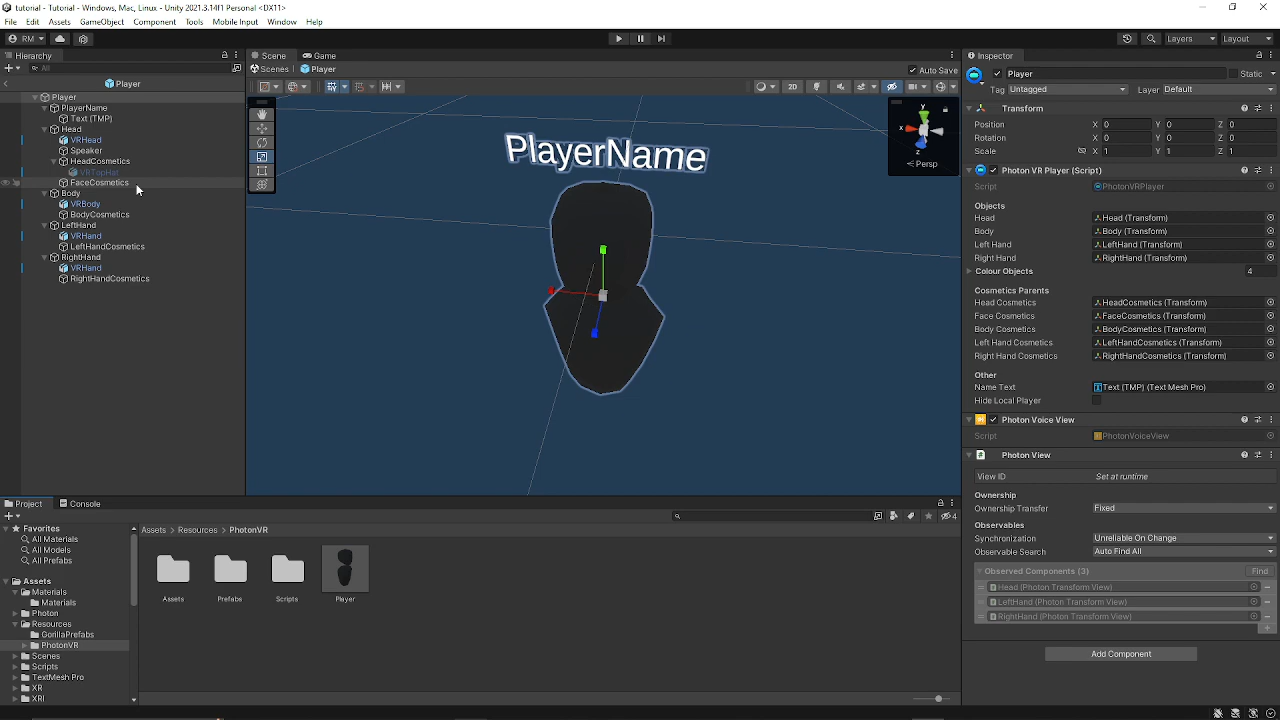 tutorial - Tutorial - Windows, Mac, Linux - Unity 2021.3.14f1 Personal <DX11>
File Edit Assets GameObject Component Tools Mobile Input Window Help
RM Layers Layout
Hierarchy Scene Game Inspector
All Scenes Player Auto Save Player Static
Player
Tag Untagged Layer Default
2D
Player
PlayerName
Text (TMP)
Head
VRHead
Speaker
HeadCosmetics
VRTopHat
FaceCosmetics
Body
VRBody
BodyCosmetics
LeftHand
VRHand
LeftHandCosmetics
RightHand
VRHand
RightHandCosmetics
PlayerName
y
x
z
Persp
Transform
Position X 0 Y 0 Z 0
Rotation X 0 Y 0 Z 0
Scale X 1 Y 1 Z 1
Photon VR Player (Script)
Script PhotonVRPlayer
Objects
Head Head (Transform)
Body Body (Transform)
Left Hand LeftHand (Transform)
Right Hand RightHand (Transform)
Colour Objects 4
Cosmetics Parents
Head Cosmetics HeadCosmetics (Transform)
Face Cosmetics FaceCosmetics (Transform)
Body Cosmetics BodyCosmetics (Transform)
Left Hand Cosmetics LeftHandCosmetics (Transform)
Right Hand Cosmetics RightHandCosmetics (Transform)
Other
Name Text Text (TMP) (Text Mesh Pro)
Hide Local Player
Photon Voice View
Script PhotonVoiceView
Photon View
View ID Set at runtime
Ownership
Ownership Transfer Fixed
Observables
Synchronization Unreliable On Change
Observable Search Auto Find All
Observed Components (3) Find
Head (Photon Transform View)
LeftHand (Photon Transform View)
RightHand (Photon Transform View)
Add Component
Project Console
4
Favorites
All Materials
All Models
All Prefabs
Assets
Materials
Materials
Photon
Resources
GorillaPrefabs
PhotonVR
Scenes
Scripts
TextMesh Pro
XR
XRI
Assets > Resources > PhotonVR
Assets Prefabs Scripts Player